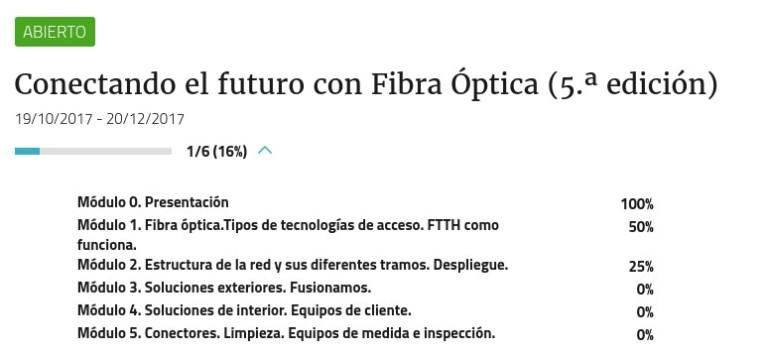 ABIERTO
Conectando el futuro con Fibra Óptica (5.ª edición)
19/10/2017 - 20/12/2017
1/6 (16%)
Módulo 0. Presentación 100%
Módulo 1. Fibra óptica.Tipos de tecnologías de acceso. FTTH como 50%
funciona.
Módulo 2. Estructura de la red y sus diferentes tramos. Despliegue. 25%
Módulo 3. Soluciones exteriores. Fusionamos. 0%
Módulo 4. Soluciones de interior. Equipos de cliente. 0%
Módulo 5. Conectores. Limpieza. Equipos de medida e inspección. 0%